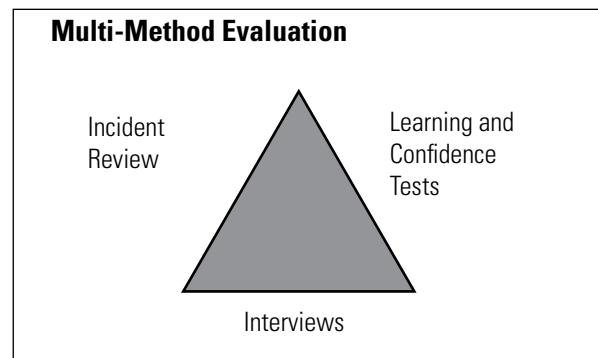 Multi-Method Evaluation
Incident
Review
Learning and
Confidence
Tests
Interviews